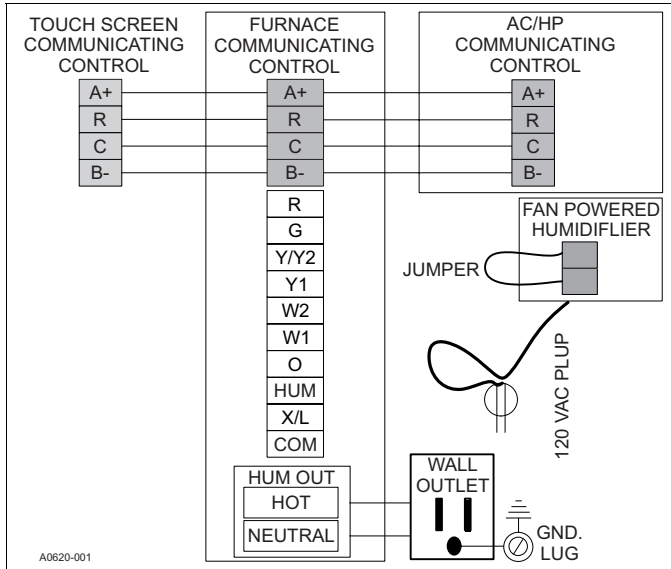 TOUCH SCREEN
COMMUNICATING
CONTROL
A+
R
C
B-
FURNACE
COMMUNICATING
CONTROL
A+
R
C
B-
R
G
Y/Y2
Y1
W2
W1
O
HUM
X/L
COM
HUM OUT
HOT
NEUTRAL
AC/HP
COMMUNICATING
CONTROL
A+
R
C
B-
FAN POWERED
HUMIDIFLIER
JUMPER
120 VAC PLUP
WALL
OUTLET
GND.
LUG
A0620-001